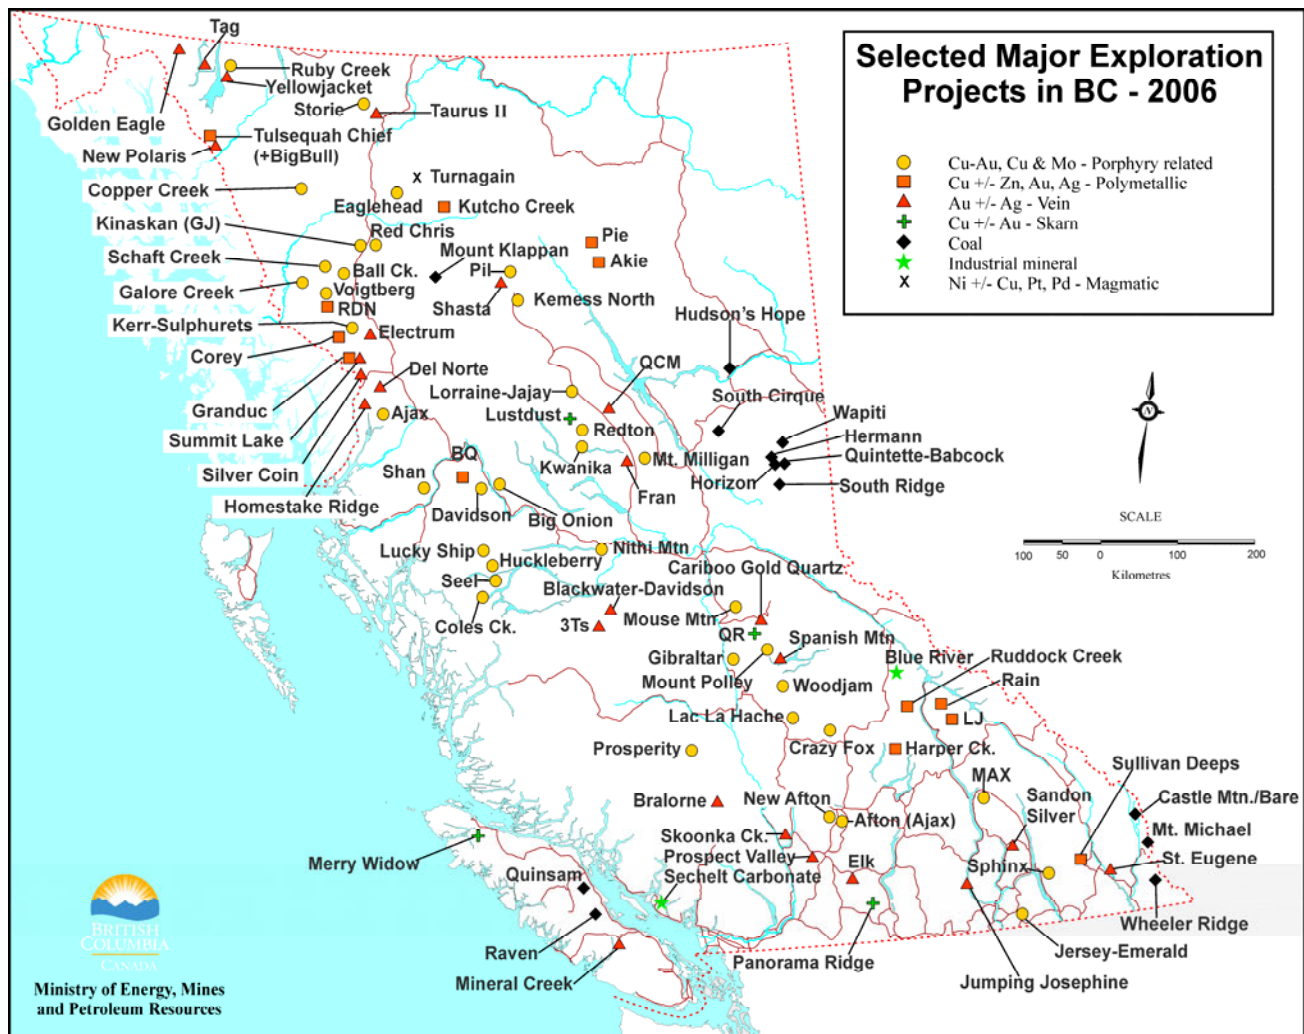 Selected Major Exploration
Projects in BC - 2006
Cu-Au, Cu & Mo - Porphyry related
Cu +/- Zn, Au, Ag - Polymetallic
Au +/- Ag - Vein
Cu +/- Au - Skarn
Coal
Industrial mineral
X Ni +/- Cu, Pt, Pd - Magmatic
N
SCALE
100 50 0 100 200
Kilometres
Tag
Ruby Creek
Yellowjacket
Storie
Taurus II
Golden Eagle
Tulsequah Chief
(+BigBull)
New Polaris
x Turnagain
Copper Creek
Eaglehead
Kutcho Creek
Kinaskan (GJ)
Red Chris
Pie
Mount Klappan
Schaft Creek
Akie
Ball Ck.
Pil
Galore Creek
Voigtberg
Shasta
Kemess North
RDN
Hudson's Hope
Kerr-Sulphurets
Electrum
Corey
Del Norte
QCM
Lorraine-Jajay
South Cirque
Granduc
Ajax
Lustdust
Wapiti
Summit Lake
Redton
Hermann
BQ
Quintette-Babcock
Silver Coin
Shan
Kwanika
Mt. Milligan
Horizon
South Ridge
Homestake Ridge
Fran
Davidson
Big Onion
Lucky Ship
Nithi Mtn
Huckleberry
Cariboo Gold Quartz
Seel
Blackwater-Davidson
Coles Ck.
3Ts
Mouse Mtn
QR
Spanish Mtn
Gibraltar
Blue River
Ruddock Creek
Mount Polley
Rain
Woodjam
Lac La Hache
LJ
Prosperity
Crazy Fox
Harper Ck.
Sullivan Deeps
MAX
Bralorne
New Afton
Sandon
Silver
Castle Mtn./Bare
Afton (Ajax)
Skoonka Ck.
Mt. Michael
Merry Widow
Prospect Valley
Elk
Sphinx
St. Eugene
Quinsam
Sechelt Carbonate
Wheeler Ridge
Raven
Panorama Ridge
Jersey-Emerald
Mineral Creek
Jumping Josephine
BRITISH
COLUMBIA
CANADA
Ministry of Energy, Mines
and Petroleum Resources